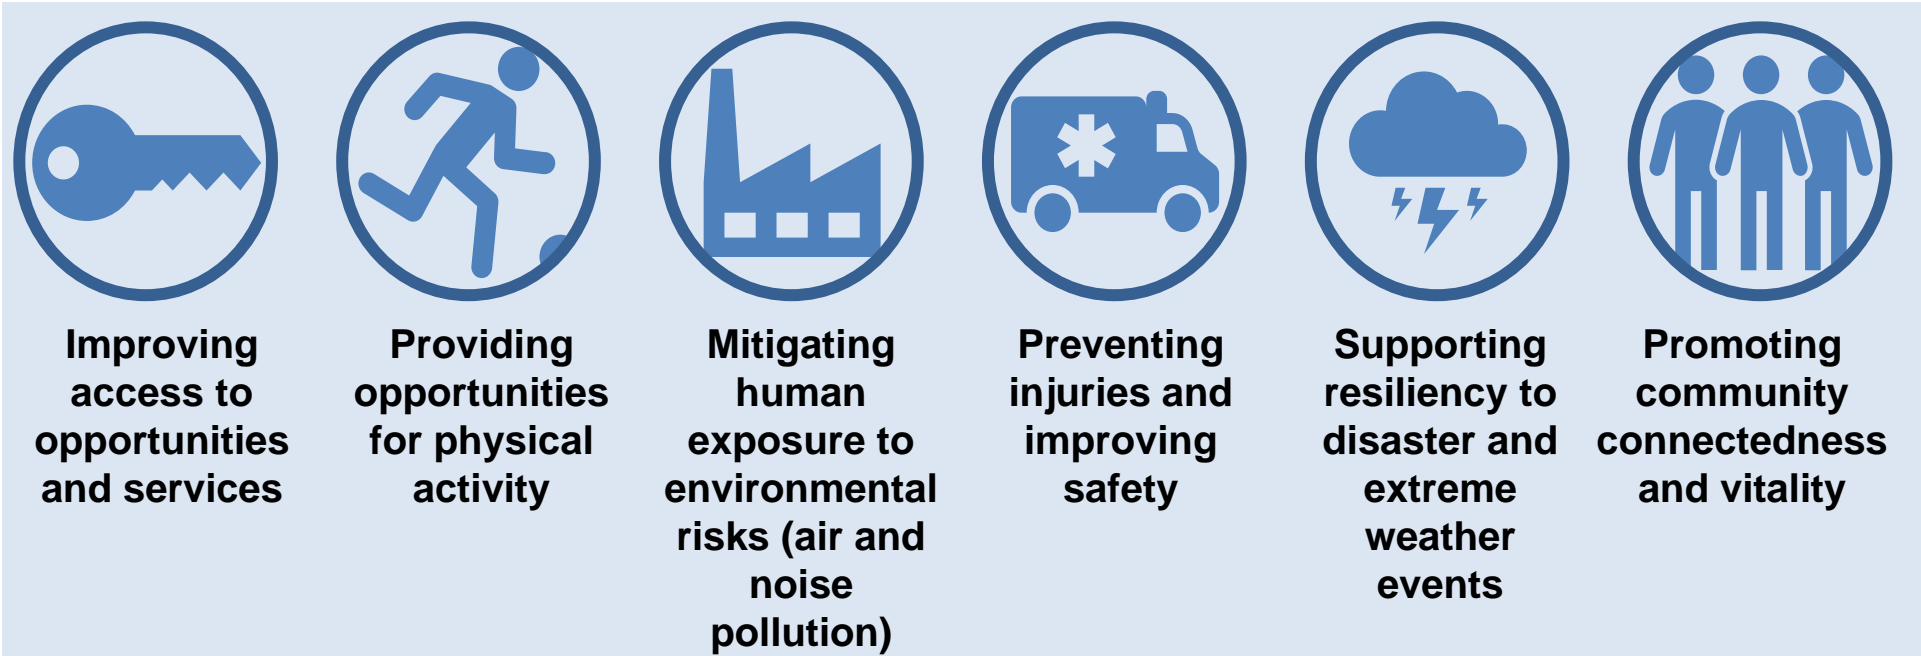 Improving
access to
opportunities
and services
Providing
opportunities
for physical
activity
Mitigating
human
exposure to
environmental
risks (air and
noise
pollution)
Preventing
injuries and
improving
safety
Supporting
resiliency to
disaster and
extreme
weather
events
Promoting
community
connectedness
and vitality